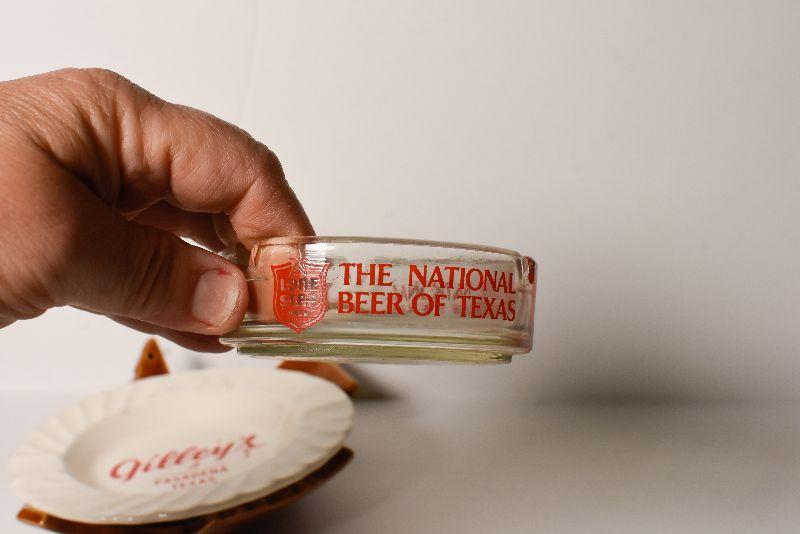 LONE
STAR
THE NATIONAL
BEER OF TEXAS
Gilley's
PASADENA
TEXAS